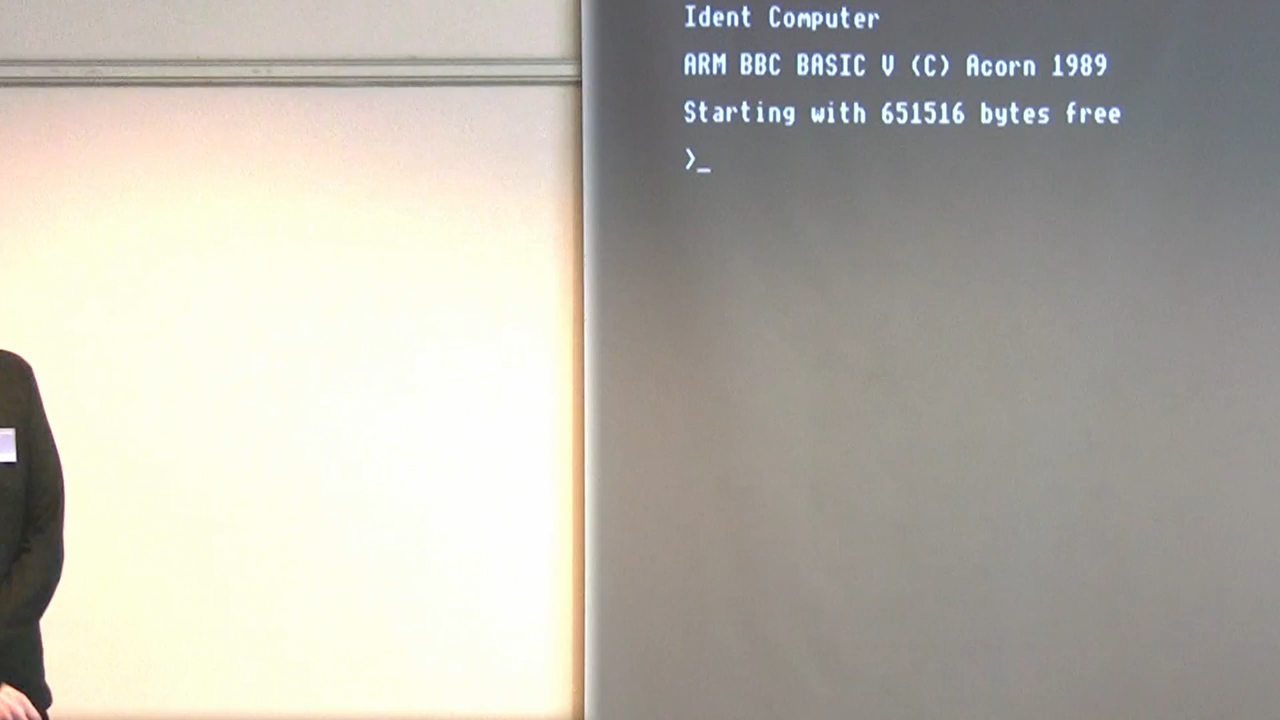 Ident Computer
ARM BBC BASIC V (C) Acorn 1989
Starting with 651516 bytes free
>_